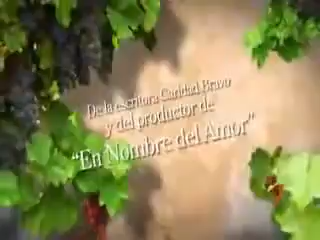 De la escritora Caridad Bravo
y del productor de
"En Nombre del Amor"